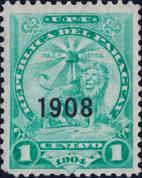 REPUBLICA DEL PARAGUAY
PAZ Y JUSTICIA
1908
CENTAVO
1 1904 1